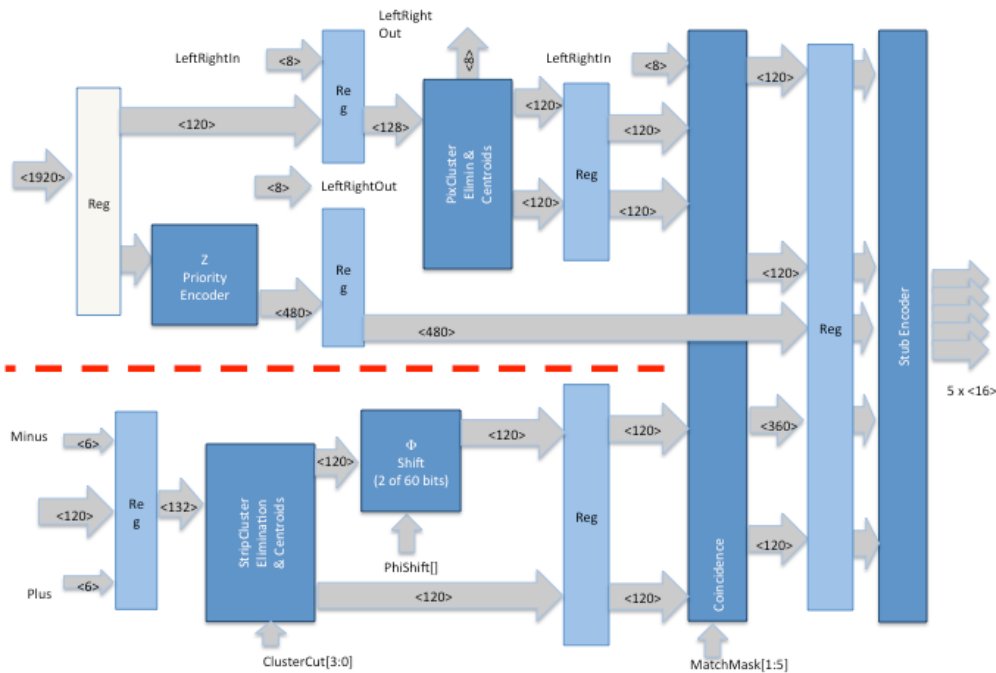 LeftRight
Out
LeftRightIn
<8>
Re
g
<8>
LeftRightIn
<8>
<120>
<120>
<128>
<120>
<120>
<1920>
Reg
PixCluster
Elimin &
Centroids
Reg
<8>
LeftRightOut
<120>
<120>
Z
Priority
Encoder
Re
g
<120>
<480>
<480>
Reg
Stub Encoder
5 x <16>
Minus
<6>
<120>
Φ
Shift
(2 of 60 bits)
<120>
<120>
<360>
<120>
Re
g
<132>
StripCluster
Elimination
& Centroids
Reg
<120>
PhiShift[]
Plus
<6>
<120>
<120>
Coincidence
ClusterCut[3:0]
MatchMask[1:5]